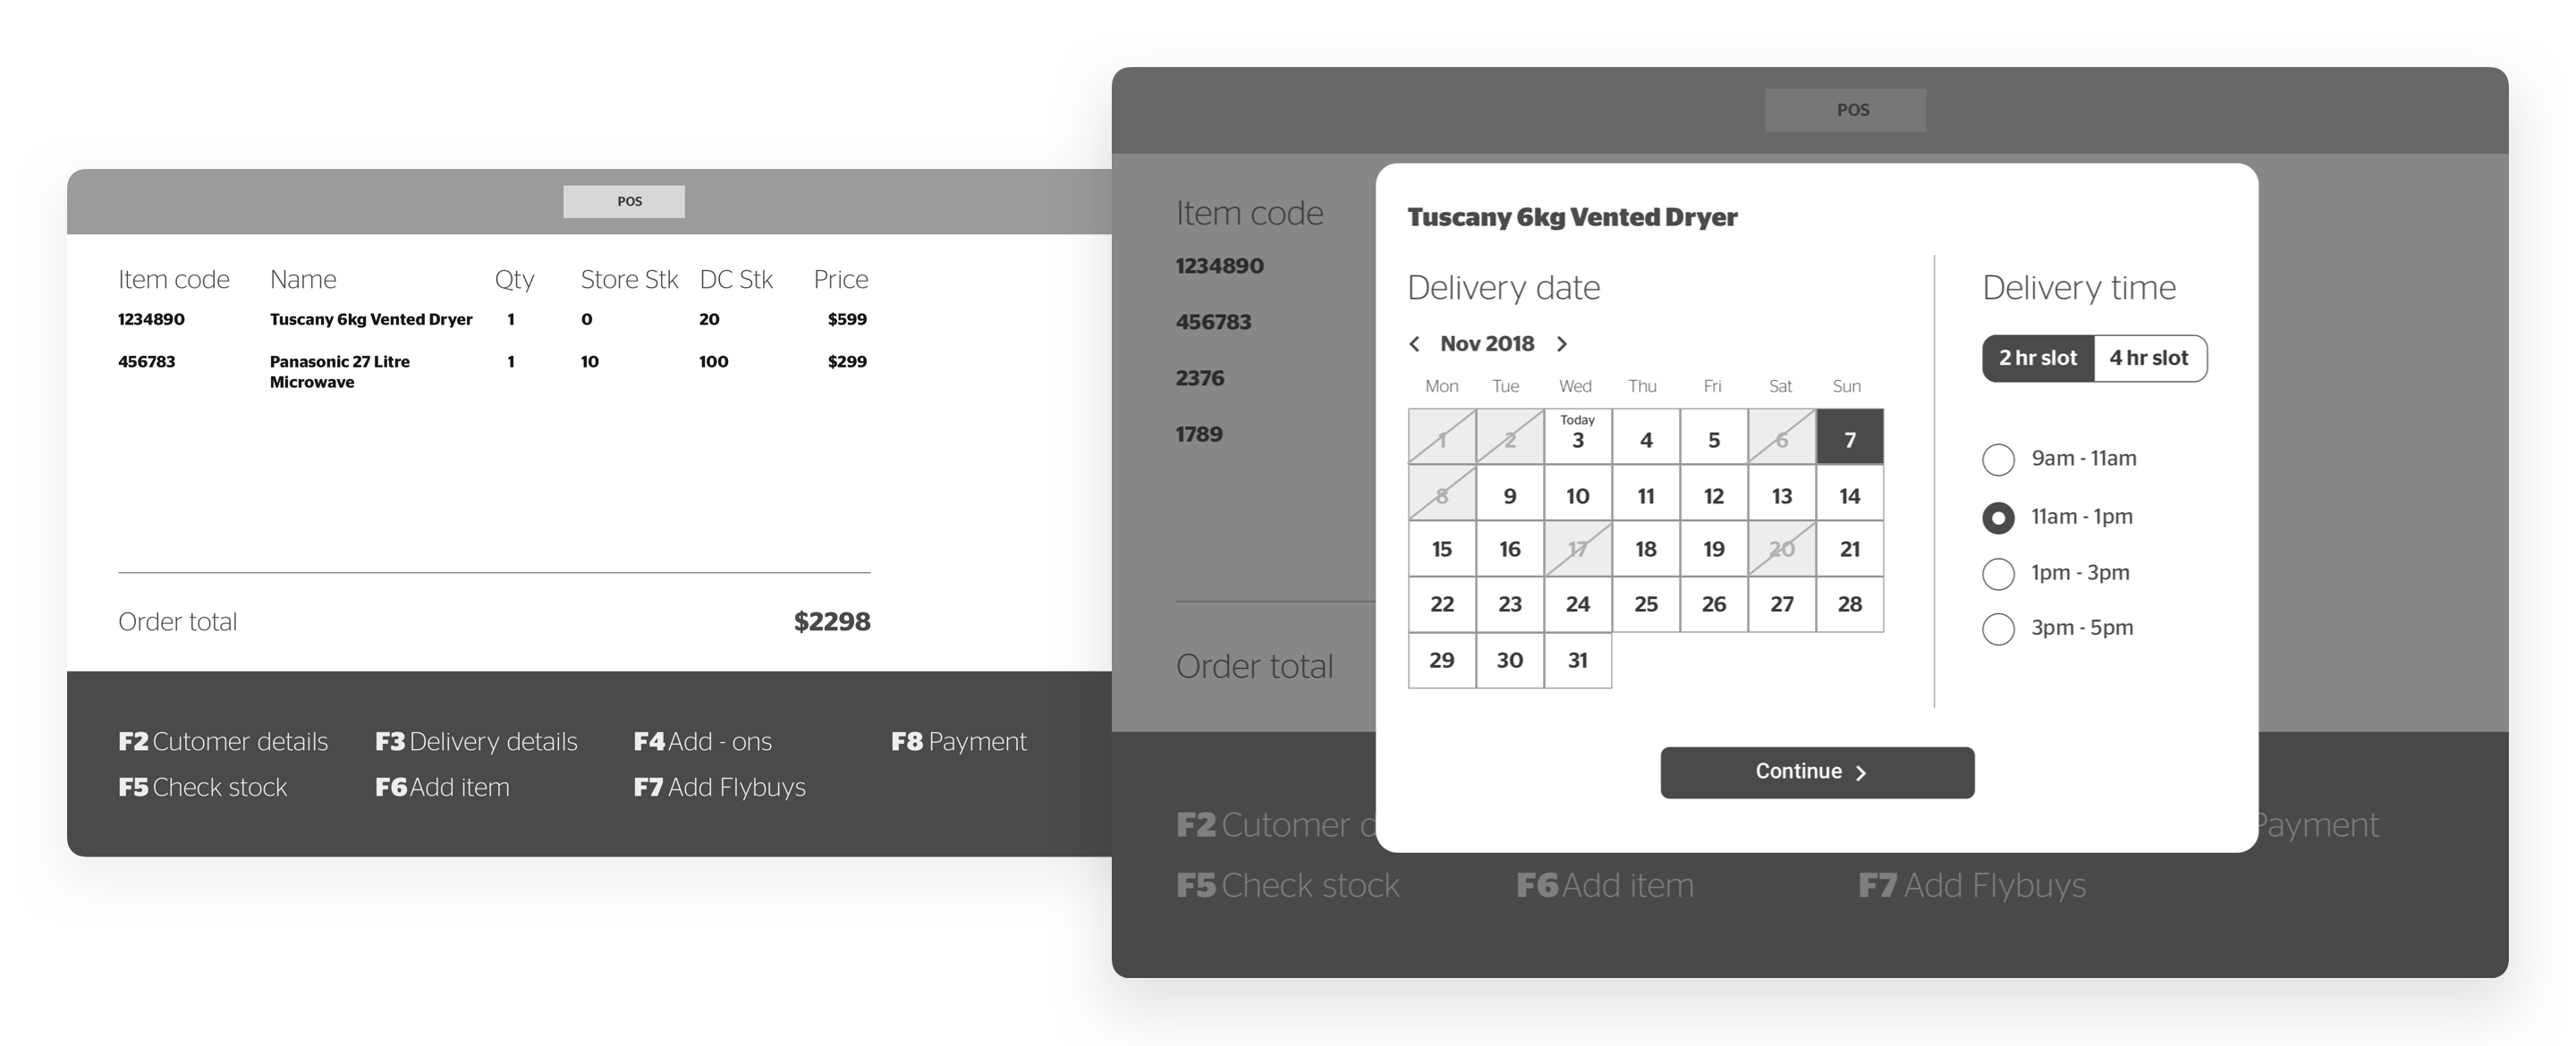 POS
Item code Name Qty Store Stk DC Stk Price
1234890 Tuscany 6kg Vented Dryer 1 0 20 $599
456783 Panasonic 27 Litre 1 10 100 $299
Microwave
Order total $2298
F2 Cutomer details F3 Delivery details F4 Add - ons F8 Payment
F5 Check stock F6 Add item F7 Add Flybuys
POS
Item code
1234890
456783
2376
1789
Order total
F2 Cutomer d
Payment
F5 Check stock F6 Add item F7 Add Flybuys
Tuscany 6kg Vented Dryer
Delivery date
< Nov 2018 >
Mon Tue Wed Thu Fri Sat Sun
Today
1 2 3 4 5 6 7
8 9 10 11 12 13 14
15 16 17 18 19 20 21
22 23 24 25 26 27 28
29 30 31
Delivery time
2 hr slot 4 hr slot
9am - 11am
11am - 1pm
1pm - 3pm
3pm - 5pm
Continue >